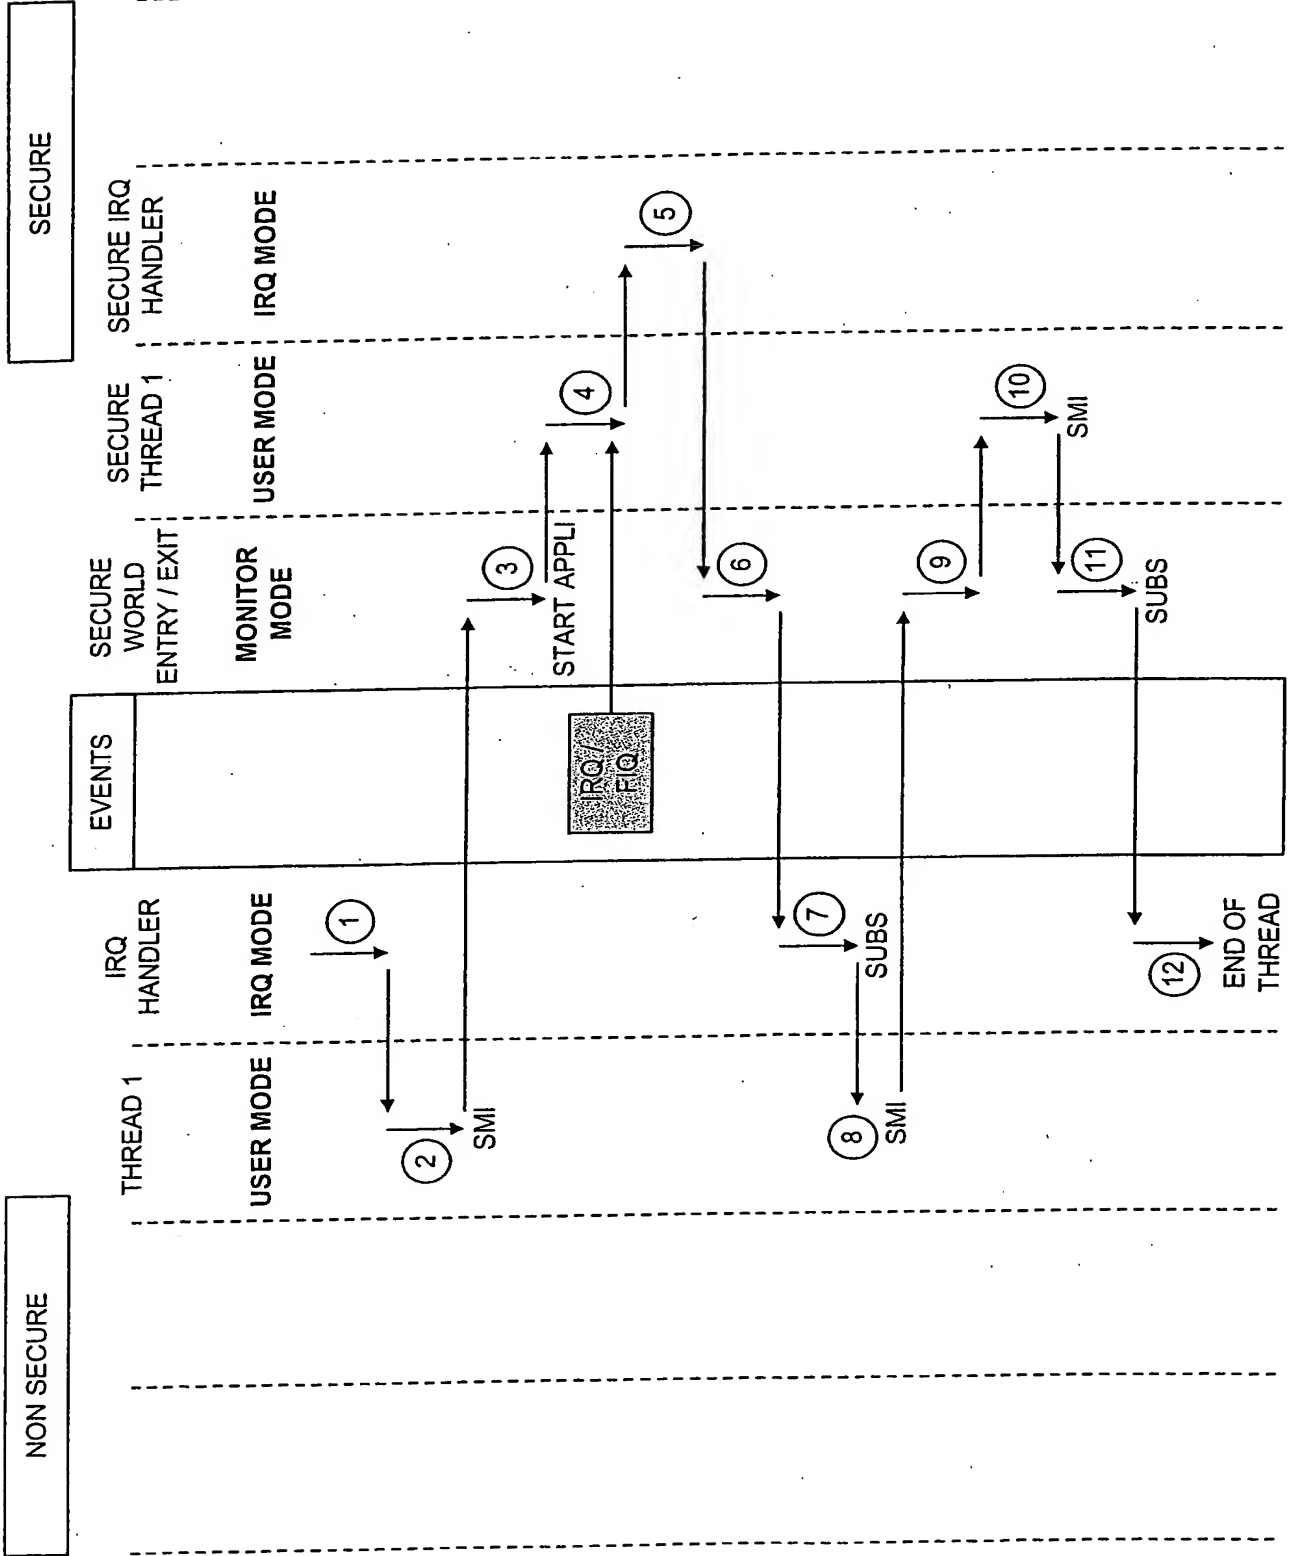 NON SECURE
SECURE
EVENTS
THREAD 1
IRQ
HANDLER
SECURE
WORLD
ENTRY / EXIT
SECURE
THREAD 1
SECURE IRQ
HANDLER
USER MODE
IRQ MODE
MONITOR
MODE
USER MODE
IRQ MODE
1
2
SMI
3
START APPLI
4
IRQ /
FIQ
5
6
7
SUBS
8
SMI
9
10
SMI
11
SUBS
12
END OF
THREAD